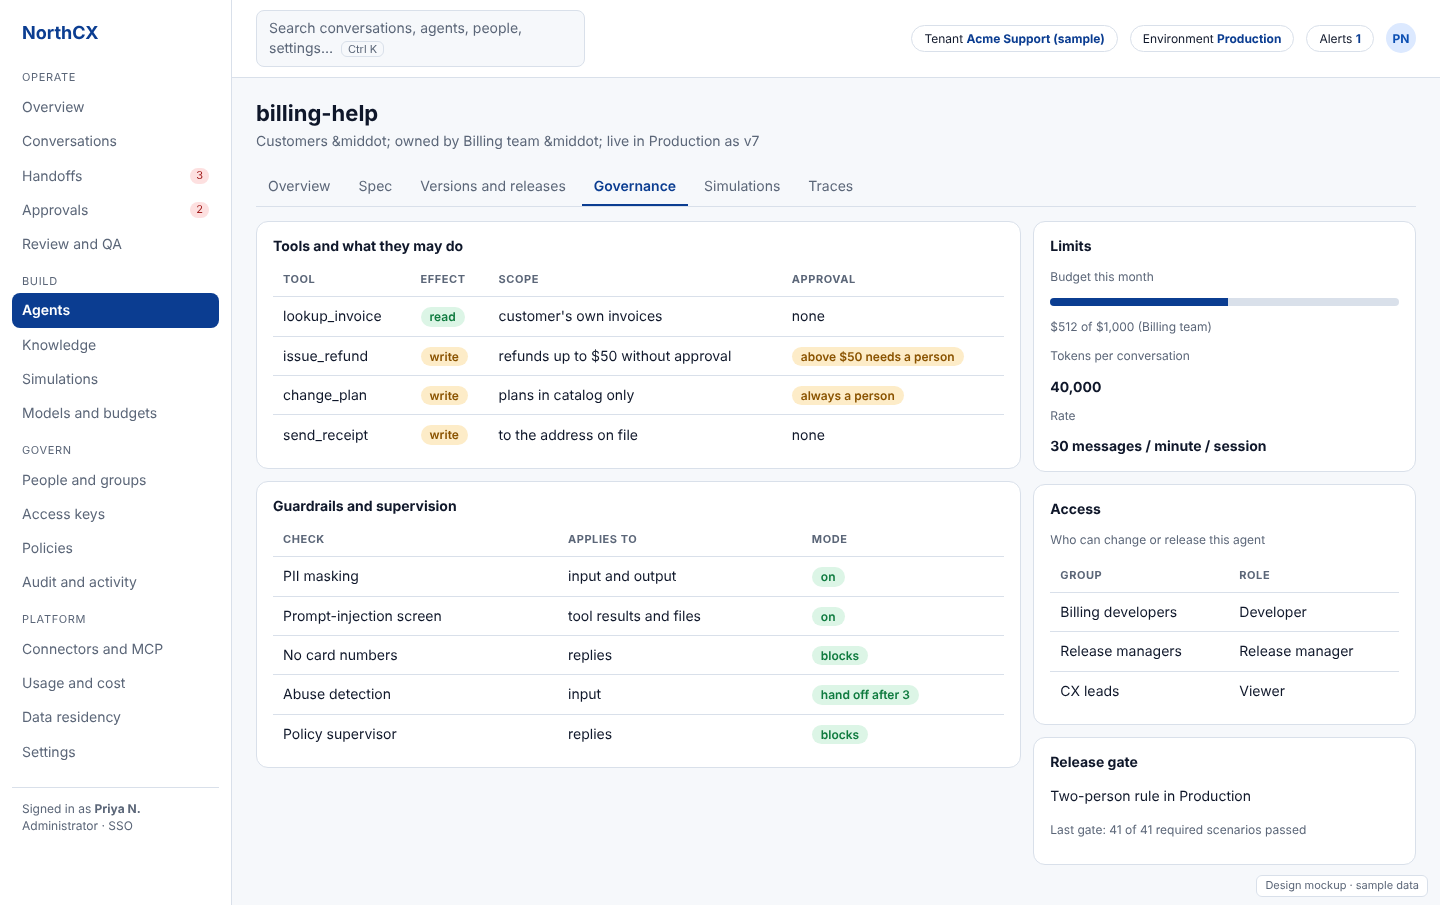 NorthCX
OPERATE
Overview
Conversations
Handoffs 3
Approvals 2
Review and QA
BUILD
Agents
Knowledge
Simulations
Models and budgets
GOVERN
People and groups
Access keys
Policies
Audit and activity
PLATFORM
Connectors and MCP
Usage and cost
Data residency
Settings
Signed in as Priya N.
Administrator · SSO
Search conversations, agents, people,
settings... Ctrl K
Tenant Acme Support (sample)
Environment Production
Alerts 1
PN
billing-help
Customers &middot; owned by Billing team &middot; live in Production as v7
Overview Spec Versions and releases Governance Simulations Traces
Tools and what they may do
TOOL EFFECT SCOPE APPROVAL
lookup_invoice read customer's own invoices none
issue_refund write refunds up to $50 without approval above $50 needs a person
change_plan write plans in catalog only always a person
send_receipt write to the address on file none
Guardrails and supervision
CHECK APPLIES TO MODE
PII masking input and output on
Prompt-injection screen tool results and files on
No card numbers replies blocks
Abuse detection input hand off after 3
Policy supervisor replies blocks
Limits
Budget this month
$512 of $1,000 (Billing team)
Tokens per conversation
40,000
Rate
30 messages / minute / session
Access
Who can change or release this agent
GROUP ROLE
Billing developers Developer
Release managers Release manager
CX leads Viewer
Release gate
Two-person rule in Production
Last gate: 41 of 41 required scenarios passed
Design mockup · sample data